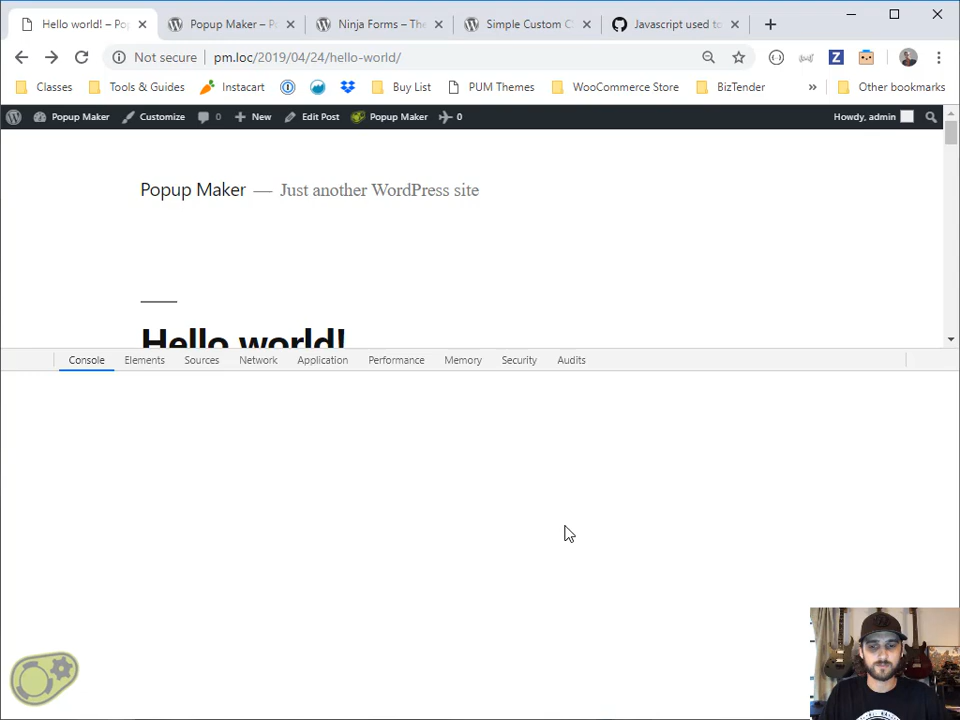 Hello world! – Pop
Popup Maker – P
Ninja Forms – The
Simple Custom C
Javascript used to
Not secure
pm.loc/2019/04/24/hello-world/
Classes
Tools & Guides
Instacart
Buy List
PUM Themes
WooCommerce Store
BizTender
»
Other bookmarks
Popup Maker
Customize
0
New
Edit Post
Popup Maker
0
Howdy, admin
Popup Maker — Just another WordPress site
Hello world!
Console
Elements
Sources
Network
Application
Performance
Memory
Security
Audits